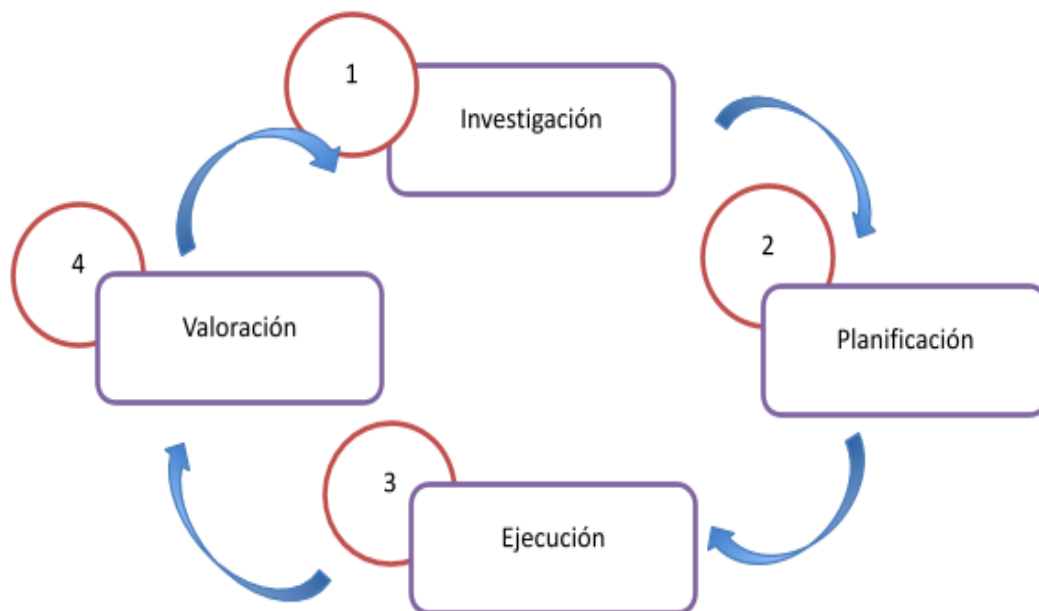 1
Investigación
2
Planificación
3
Ejecución
4
Valoración